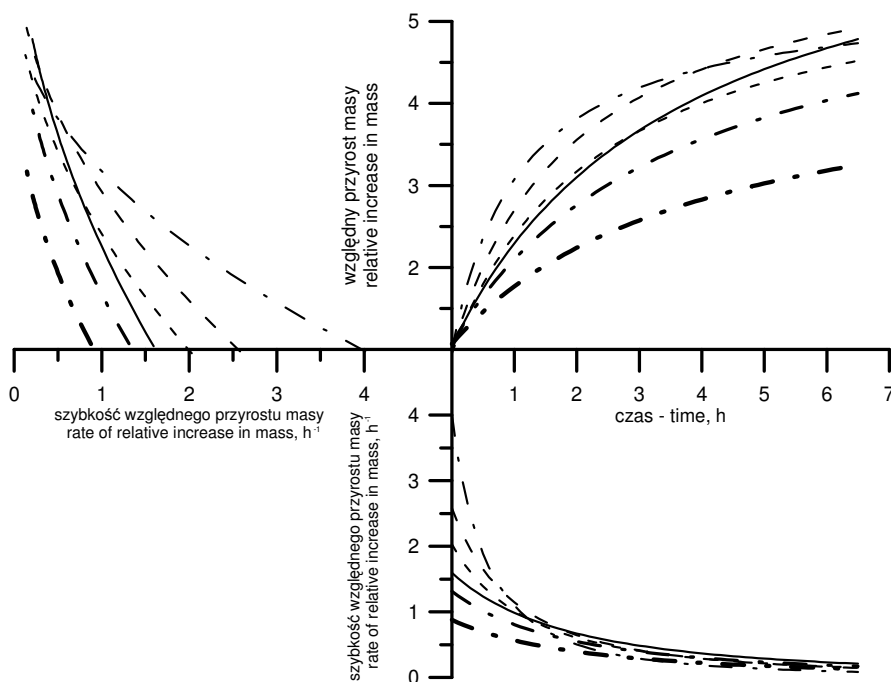 5
4
3
2
względny przyrost masy
relative increase in mass
0 1 2 3 4
1 2 3 4 5 6 7
szybkość względnego przyrostu masy
rate of relative increase in mass, h⁻¹
czas - time, h
4
3
2
1
0
szybkość względnego przyrostu masy
rate of relative increase in mass, h⁻¹